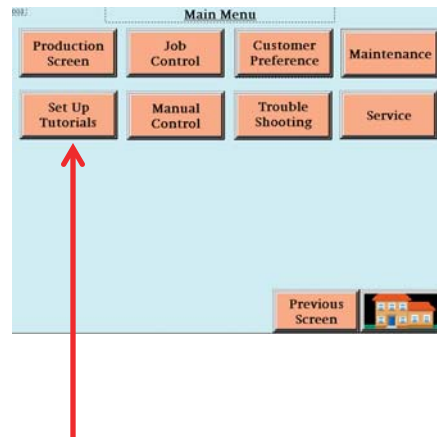 Main Menu
Production
Screen
Job
Control
Customer
Preference
Maintenance
Set Up
Tutorials
Manual
Control
Trouble
Shooting
Service
Previous
Screen